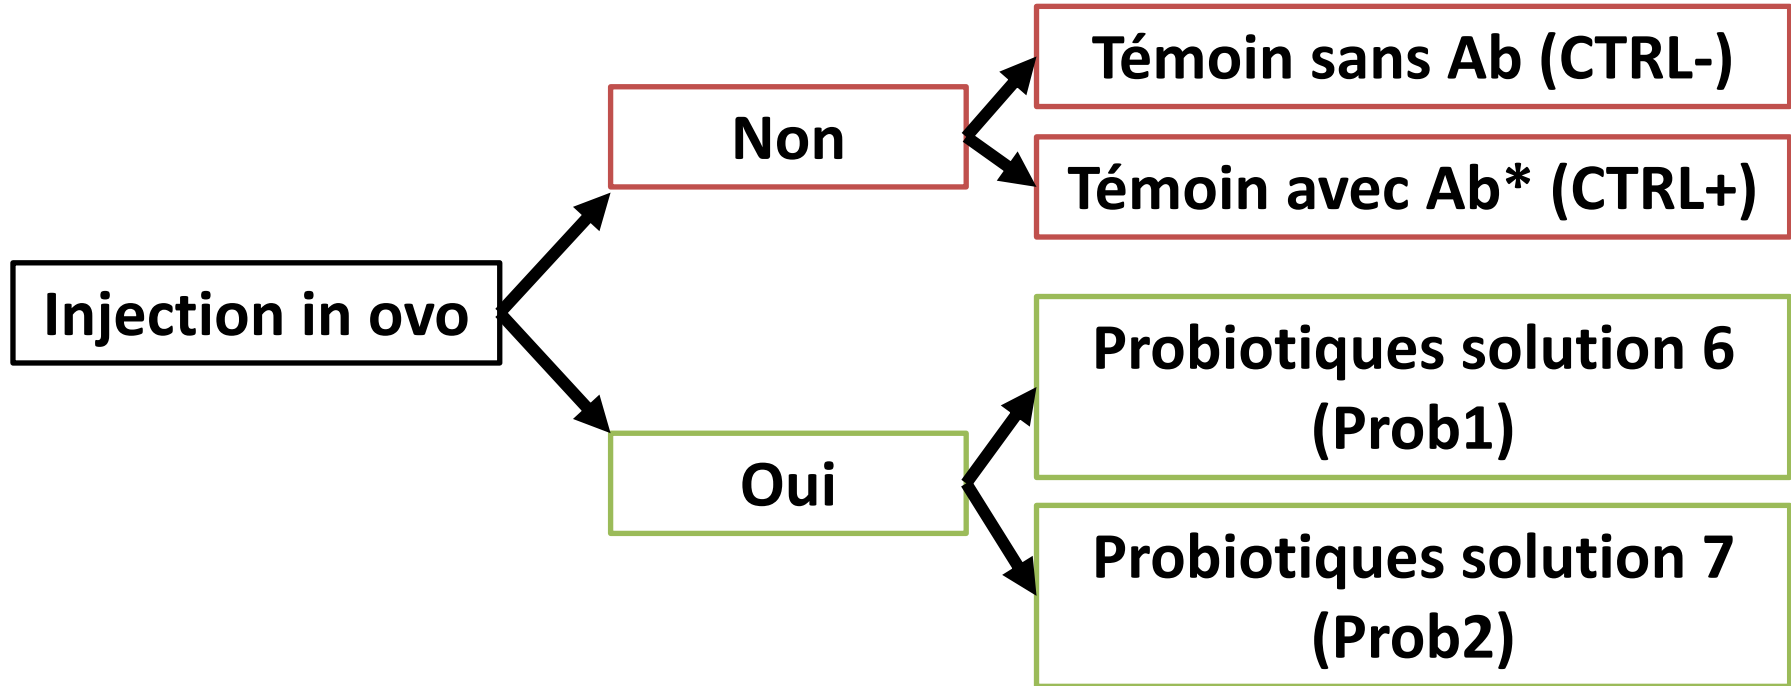 Témoin sans Ab (CTRL-)
Non
Témoin avec Ab* (CTRL+)
Injection in ovo
Probiotiques solution 6
(Prob1)
Oui
Probiotiques solution 7
(Prob2)